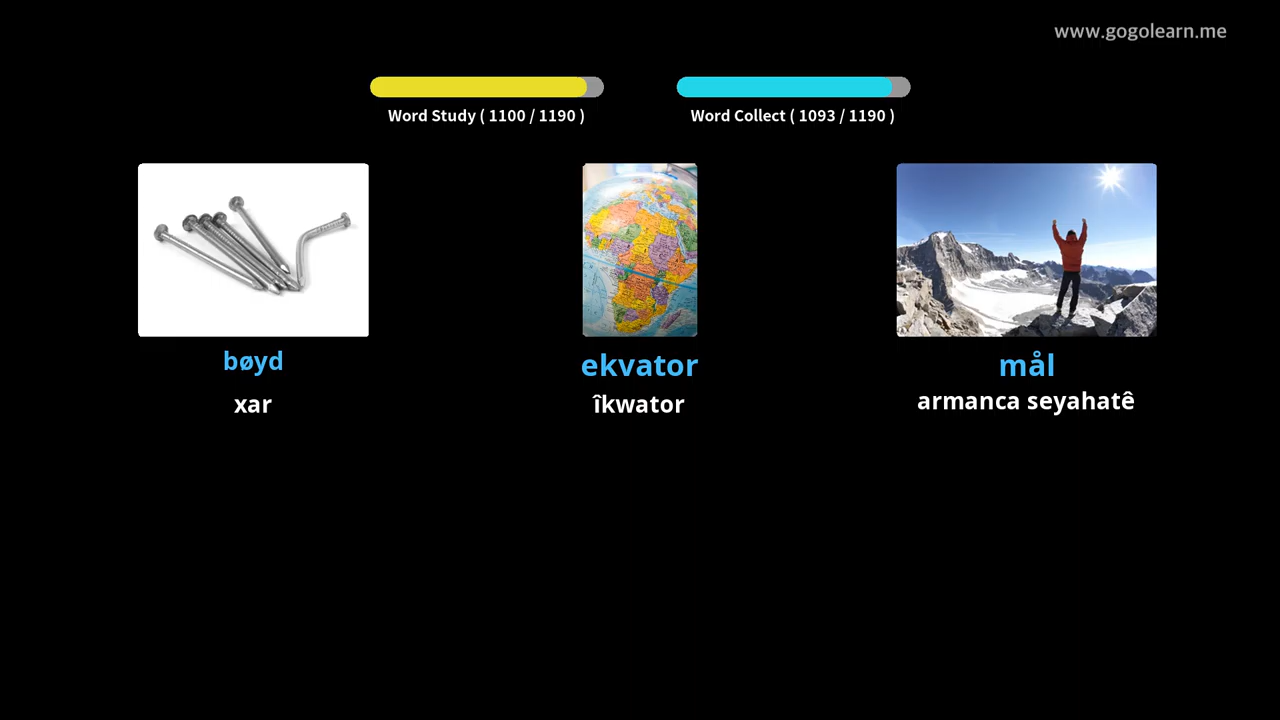 www.gogolearn.me
Word Study ( 1100 / 1190 )
Word Collect ( 1093 / 1190 )
bøyd
ekvator
mål
xar
îkwator
armanca seyahatê